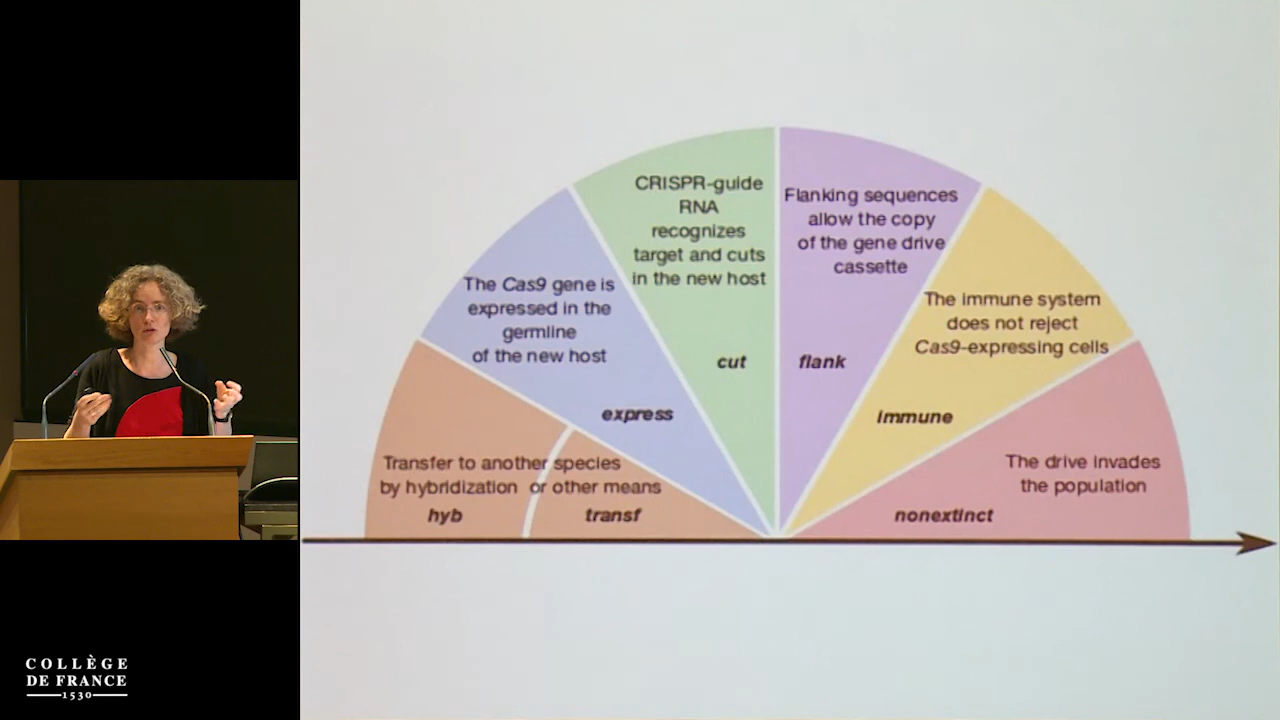 CRISPR-guide
RNA
recognizes
target and cuts
in the new host
cut
Flanking sequences
allow the copy
of the gene drive
cassette
flank
The Cas9 gene is
expressed in the
germline
of the new host
express
The immune system
does not reject
Cas9-expressing cells
immune
Transfer to another species
by hybridization or other means
hyb
transf
The drive invades
the population
nonextinct
COLLÈGE
DE FRANCE
1530